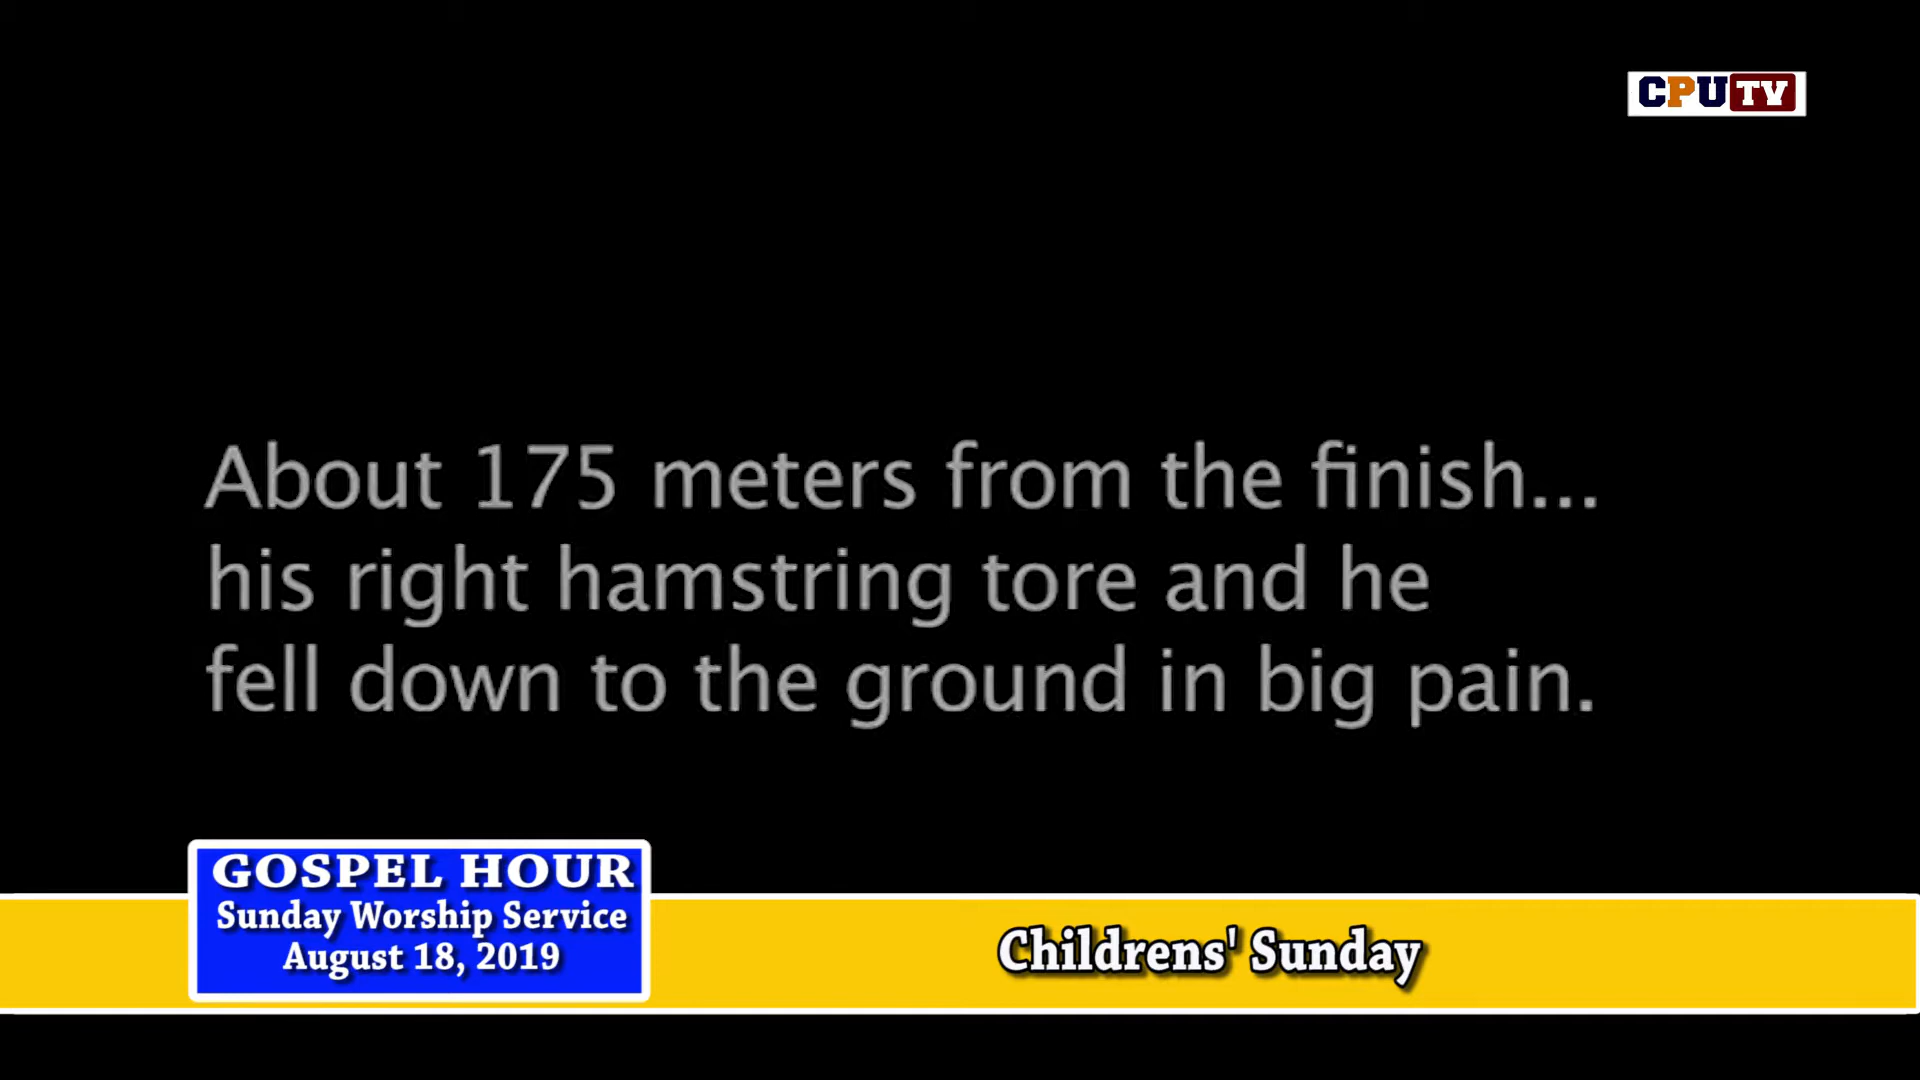 CPUTV
About 175 meters from the finish...
his right hamstring tore and he
fell down to the ground in big pain.
GOSPEL HOUR
Sunday Worship Service
August 18, 2019
Childrens' Sunday